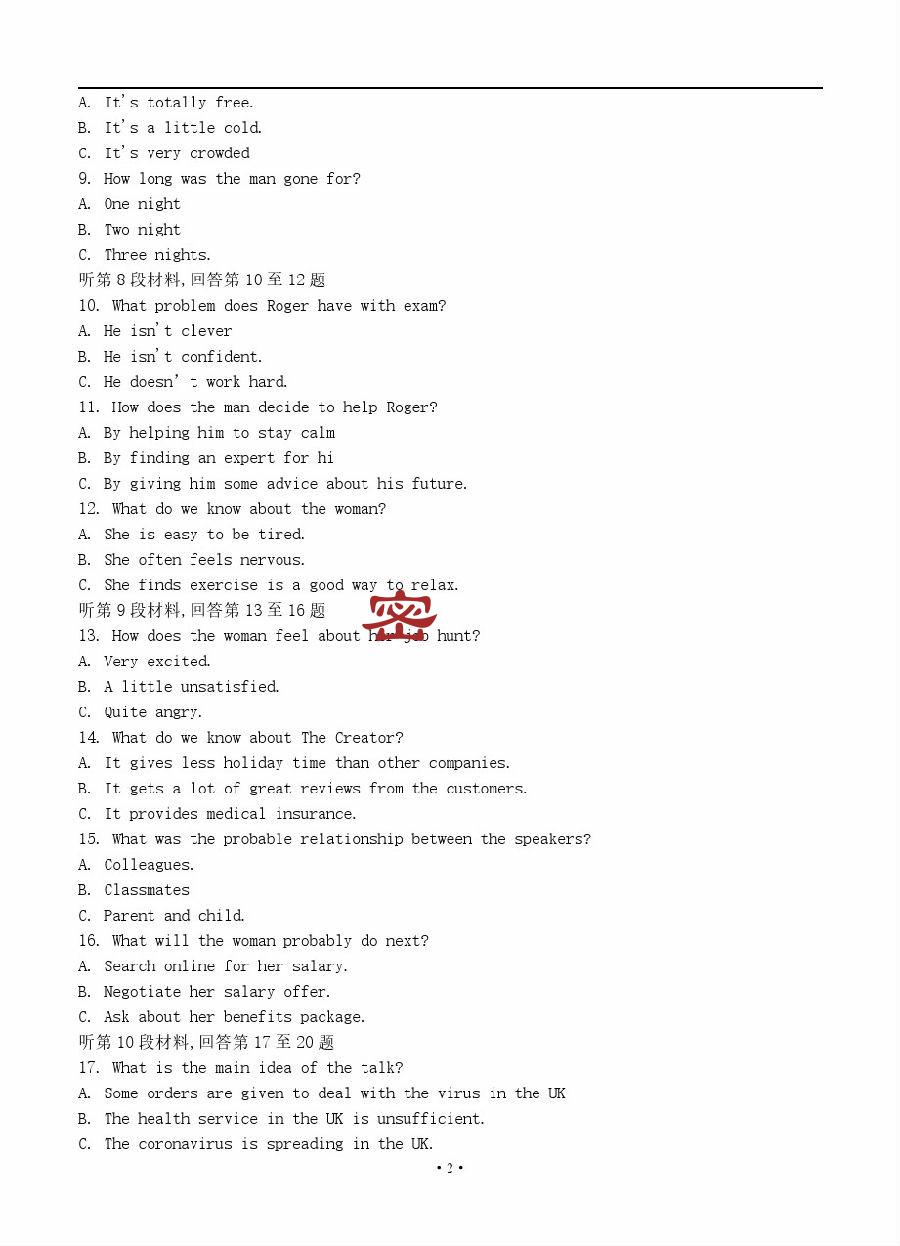 A. It's totally free.
B. It's a little cold.
C. It's very crowded
9. How long was the man gone for?
A. One night
B. Two night
C. Three nights.
听第 8 段材料,回答第 10 至 12 题
10. What problem does Roger have with exam?
A. He isn't clever
B. He isn't confident.
C. He doesn’t work hard.
11. How does the man decide to help Roger?
A. By helping him to stay calm
B. By finding an expert for hi
C. By giving him some advice about his future.
12. What do we know about the woman?
A. She is easy to be tired.
B. She often feels nervous.
C. She finds exercise is a good way to relax.
听第 9 段材料,回答第 13 至 16 题
密
13. How does the woman feel about her job hunt?
A. Very excited.
B. A little unsatisfied.
C. Quite angry.
14. What do we know about The Creator?
A. It gives less holiday time than other companies.
B. It gets a lot of great reviews from the customers.
C. It provides medical insurance.
15. What was the probable relationship between the speakers?
A. Colleagues.
B. Classmates
C. Parent and child.
16. What will the woman probably do next?
A. Search online for her salary.
B. Negotiate her salary offer.
C. Ask about her benefits package.
听第 10 段材料,回答第 17 至 20 题
17. What is the main idea of the talk?
A. Some orders are given to deal with the virus in the UK
B. The health service in the UK is unsufficient.
C. The coronavirus is spreading in the UK.
• 2 •